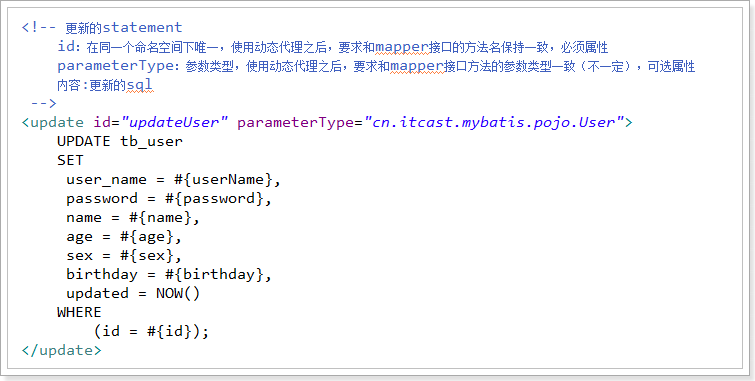 <!-- 更新的statement
id：在同一个命名空间下唯一，使用动态代理之后，要求和mapper接口的方法名保持一致，必须属性
parameterType：参数类型，使用动态代理之后，要求和mapper接口方法的参数类型一致（不一定），可选属性
内容:更新的sql
-->
<update id="updateUser" parameterType="cn.itcast.mybatis.pojo.User">
UPDATE tb_user
SET
user_name = #{userName},
password = #{password},
name = #{name},
age = #{age},
sex = #{sex},
birthday = #{birthday},
updated = NOW()
WHERE
(id = #{id});
</update>